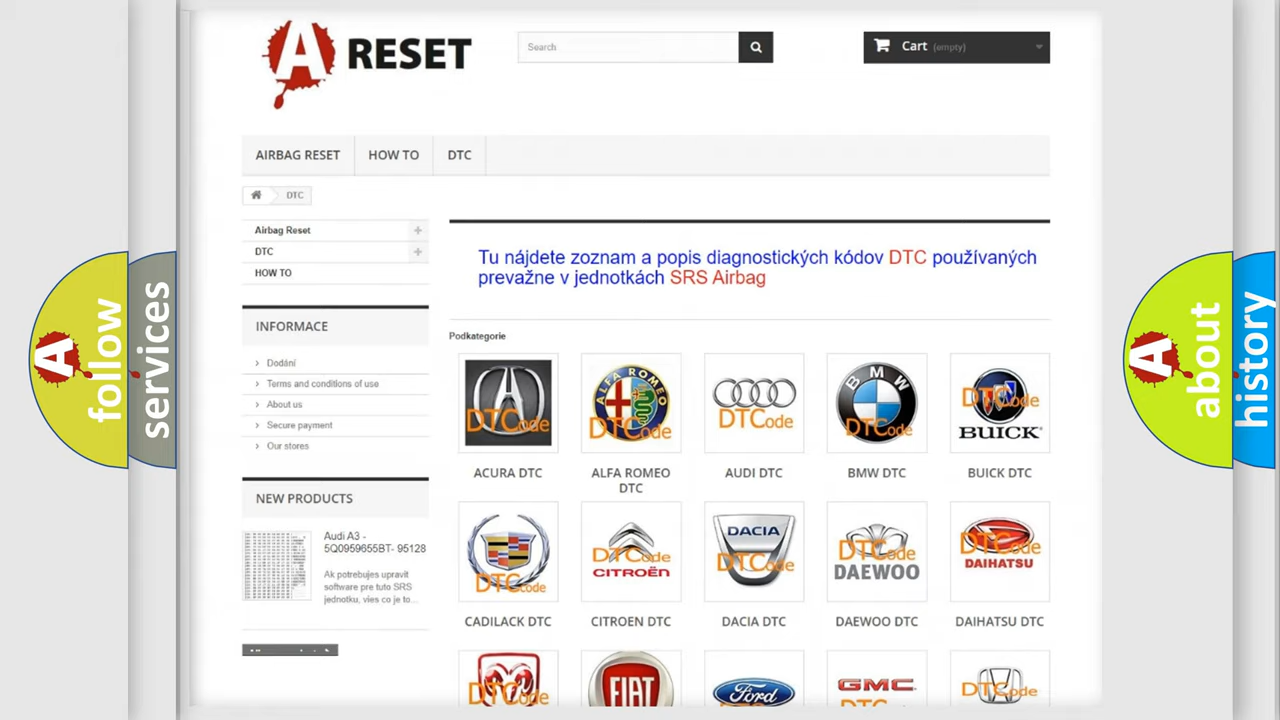 A RESET
Search
Cart (empty)
AIRBAG RESET
HOW TO
DTC
DTC
Airbag Reset
DTC
HOW TO
Tu nájdete zoznam a popis diagnostických kódov DTC používaných
prevažne v jednotkách SRS Airbag
INFORMACE
Podkategorie
Dodání
Terms and conditions of use
About us
Secure payment
Our stores
NEW PRODUCTS
Audi A3 -
5Q0959655BT- 95128
Ak potrebujes upravit
software pre tuto SRS
jednotku, vies co je to...
DTCode
ALFA ROMEO
DTCode
DTCode
BMW
DTCode
DTCode
BUICK
ACURA DTC
ALFA ROMEO
DTC
AUDI DTC
BMW DTC
BUICK DTC
DTCode
DTCode
CITROËN
DACIA
DTCode
DTCode
DAEWOO
DTCode
DAIHATSU
CADILACK DTC
CITROEN DTC
DACIA DTC
DAEWOO DTC
DAIHATSU DTC
DTCode
FIAT
Ford
GMC
DTCode
A
follow
services
A
about
history